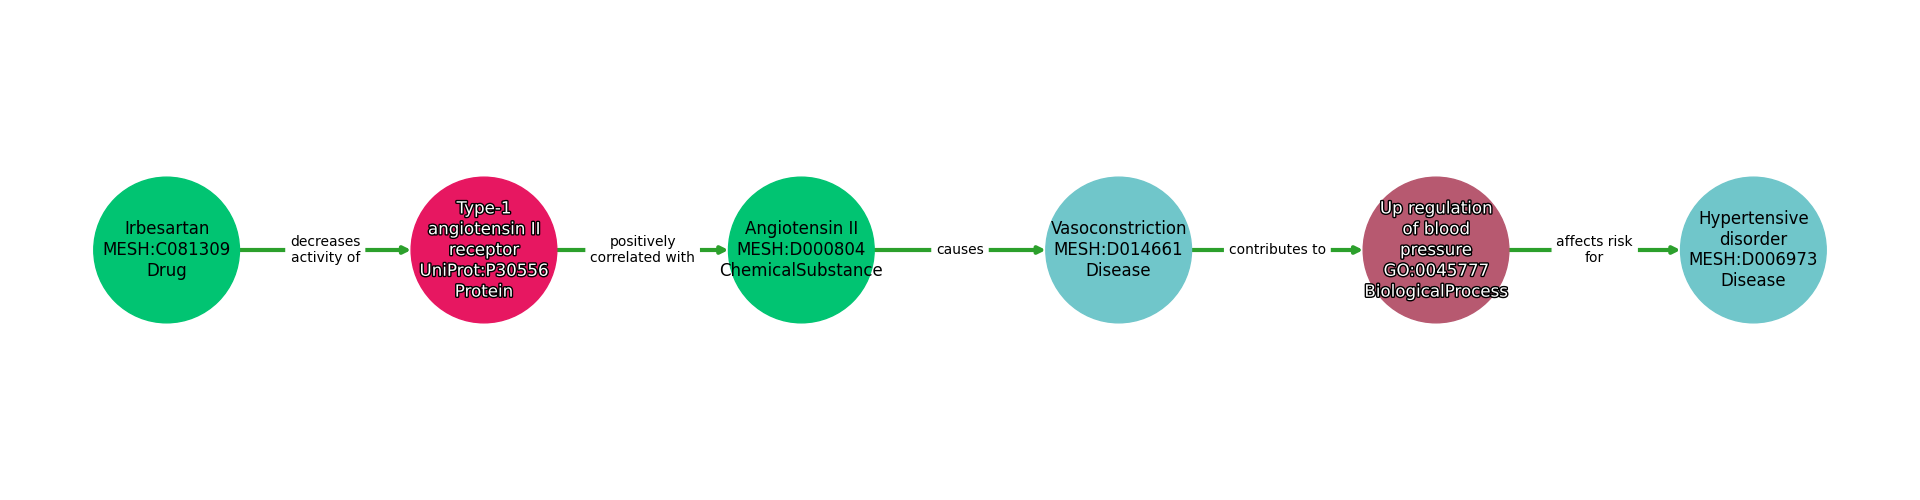 Irbesartan
MESH:C081309
Drug
decreases
activity of
Type-1
angiotensin II
receptor
UniProt:P30556
Protein
positively
correlated with
Angiotensin II
MESH:D000804
ChemicalSubstance
causes
Vasoconstriction
MESH:D014661
Disease
contributes to
Up regulation
of blood
pressure
GO:0045777
BiologicalProcess
affects risk
for
Hypertensive
disorder
MESH:D006973
Disease